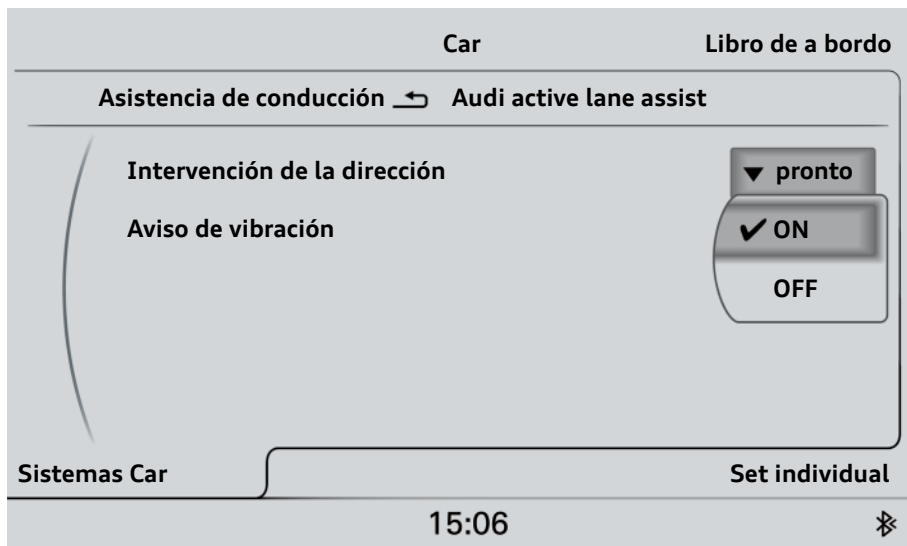 Car
Libro de a bordo
Asistencia de conducción Audi active lane assist
Intervención de la dirección
pronto
Aviso de vibración
ON
OFF
Sistemas Car
Set individual
15:06